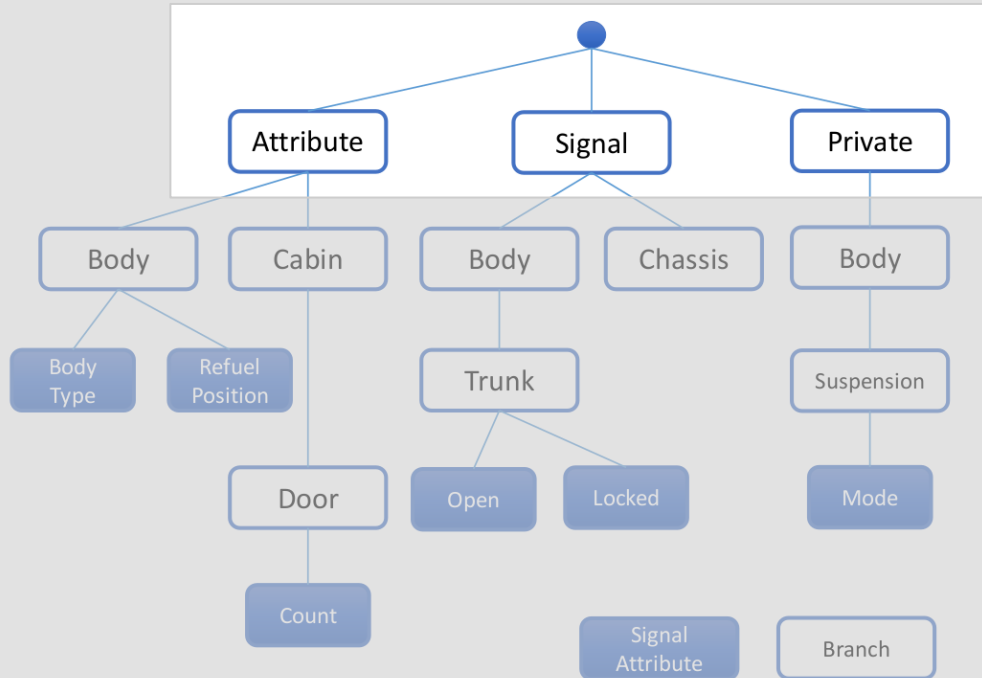 Attribute
Signal
Private
Body
Cabin
Body
Chassis
Body
Body
Type
Refuel
Position
Trunk
Suspension
Door
Open
Locked
Mode
Count
Signal
Attribute
Branch